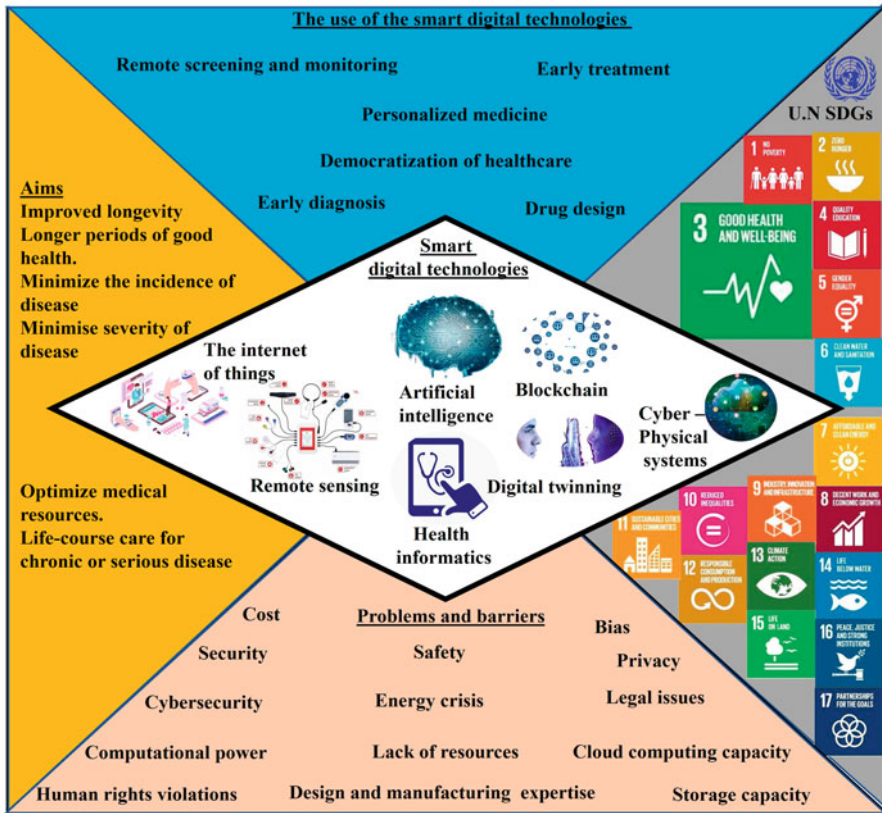 The use of the smart digital technologies
Remote screening and monitoring
Early treatment
Personalized medicine
Democratization of healthcare
Early diagnosis
Drug design
Aims
Improved longevity
Longer periods of good
health.
Minimize the incidence of
disease
Minimise severity of
disease
Optimize medical
resources.
Life-course care for
chronic or serious disease
Smart
digital technologies
The internet
of things
Artificial
intelligence
Blockchain
Cyber –
Physical
systems
Remote sensing
Digital twinning
Health
informatics
U.N SDGs
1 NO
POVERTY
2 ZERO
HUNGER
3 GOOD HEALTH
AND WELL-BEING
4 QUALITY
EDUCATION
5 GENDER
EQUALITY
6 CLEAN WATER
AND SANITATION
7 AFFORDABLE AND
CLEAN ENERGY
8 DECENT WORK AND
ECONOMIC GROWTH
9 INDUSTRY, INNOVATION
AND INFRASTRUCTURE
10 REDUCED
INEQUALITIES
11 SUSTAINABLE CITIES
AND COMMUNITIES
12 RESPONSIBLE
CONSUMPTION
AND PRODUCTION
13 CLIMATE
ACTION
14 LIFE
BELOW WATER
15 LIFE
ON LAND
16 PEACE, JUSTICE
AND STRONG
INSTITUTIONS
17 PARTNERSHIPS
FOR THE GOALS
Problems and barriers
Cost
Bias
Security
Safety
Privacy
Cybersecurity
Energy crisis
Legal issues
Computational power
Lack of resources
Cloud computing capacity
Human rights violations
Design and manufacturing expertise
Storage capacity